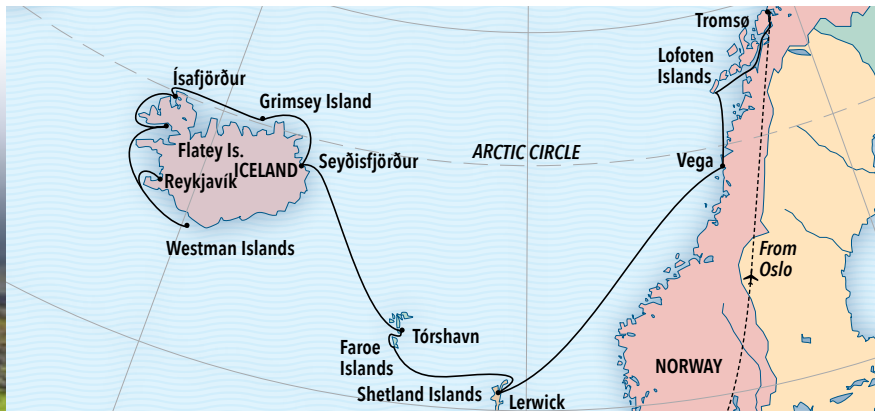 Tromsø
Lofoten
Islands
Ísafjörður
Grimsey Island
ARCTIC CIRCLE
Flatey Is.
ICELAND
Seyðisfjörður
Vega
Reykjavík
Westman Islands
From
Oslo
Tórshavn
Faroe
Islands
NORWAY
Shetland Islands
Lerwick